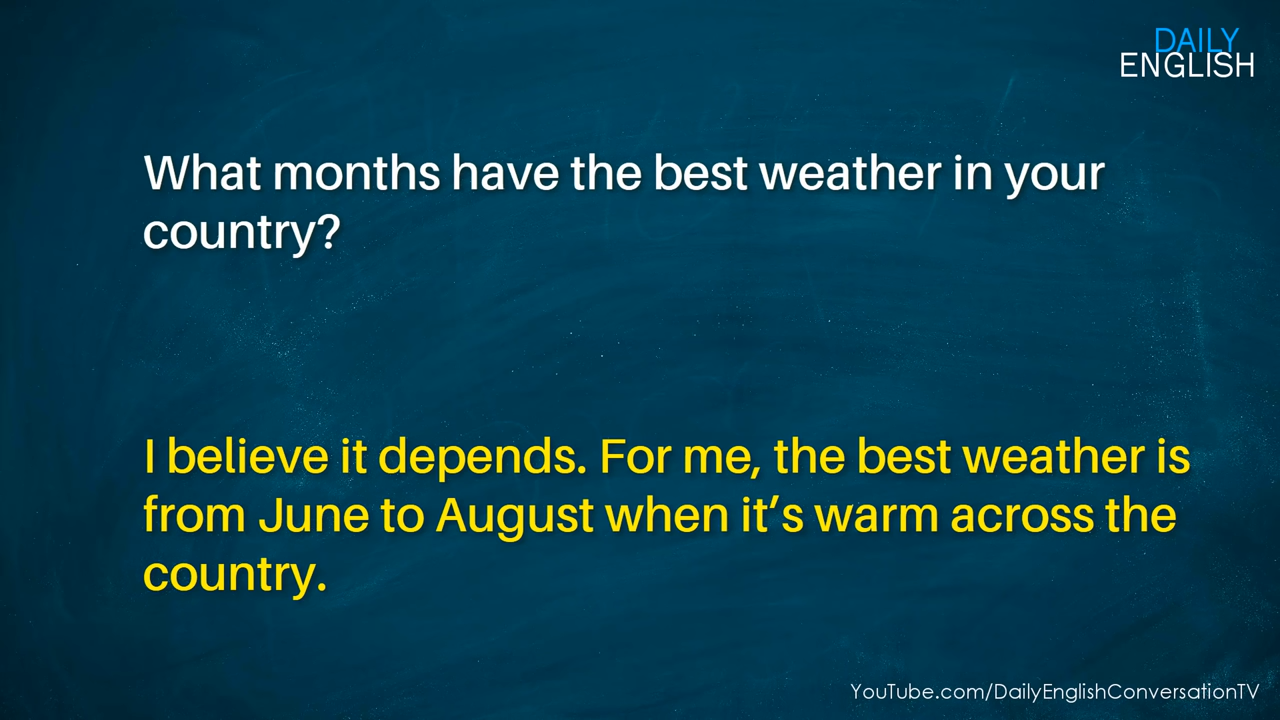 DAILY
ENGLISH
What months have the best weather in your
country?
I believe it depends. For me, the best weather is
from June to August when it’s warm across the
country.
YouTube.com/DailyEnglishConversationTV